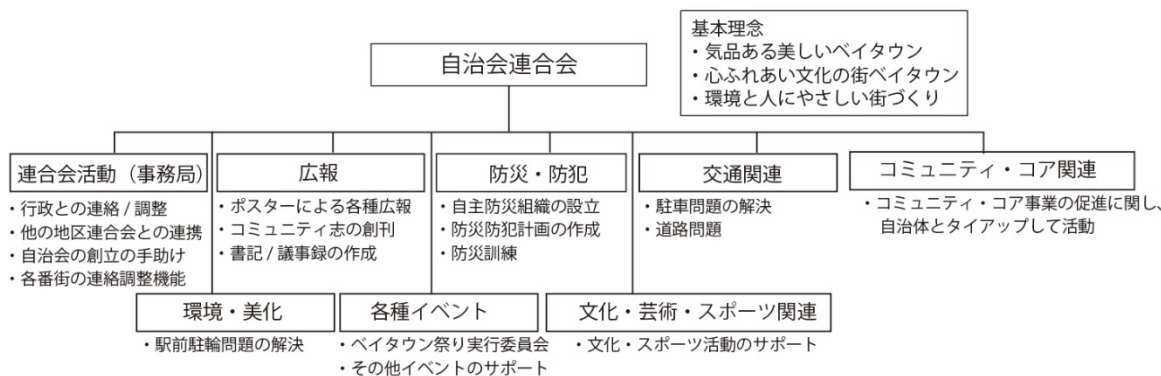 自治会連合会
基本理念
・気品ある美しいベイタウン
・心ふれあい文化の街ベイタウン
・環境と人にやさしい街づくり
連合会活動（事務局）
・行政との連絡 / 調整
・他の地区連合会との連携
・自治会の創立の手助け
・各番街の連絡調整機能
広報
・ポスターによる各種広報
・コミュニティ志の創刊
・書記 / 議事録の作成
防災・防犯
・自主防災組織の設立
・防災防犯計画の作成
・防災訓練
交通関連
・駐車問題の解決
・道路問題
コミュニティ・コア関連
・コミュニティ・コア事業の促進に関し、
自治体とタイアップして活動
環境・美化
・駅前駐輪問題の解決
各種イベント
・ベイタウン祭り実行委員会
・その他イベントのサポート
文化・芸術・スポーツ関連
・文化・スポーツ活動のサポート